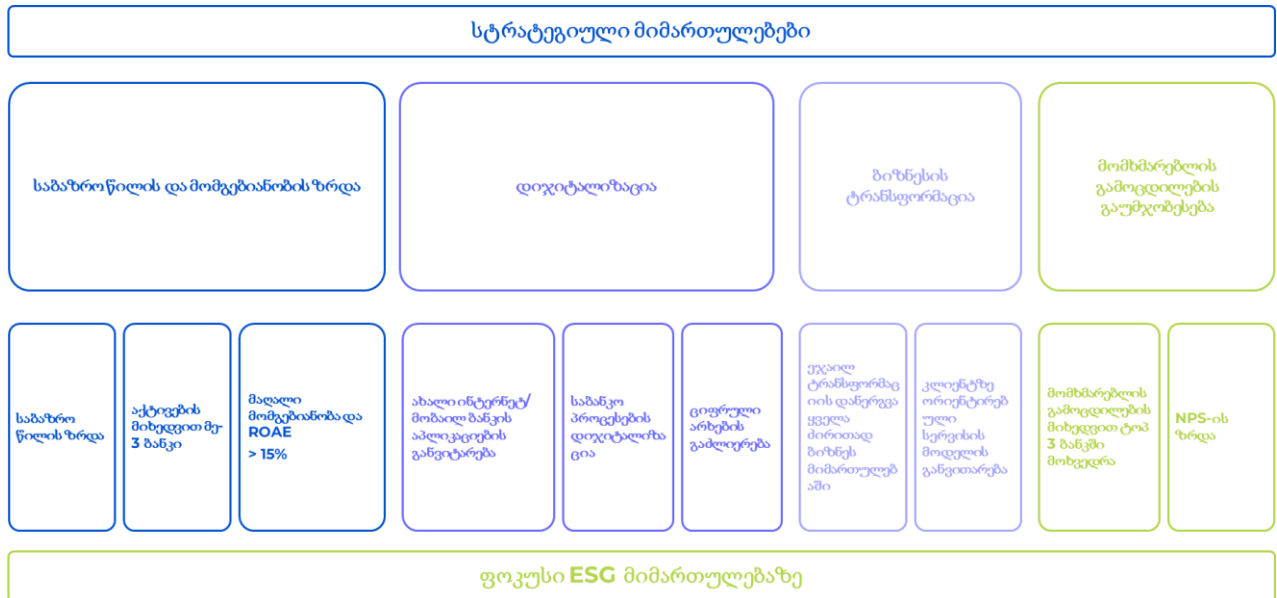 სტრატეგიული მიმართულებები
საბაზრო წილის და მომგებიანობის ზრდა
დიჯიტალიზაცია
ბიზნესის
ტრანსფორმაცია
მომხმარებლის
გამოცდილების
გაუმჯობესება
საბაზრო
წილის ზრდა
აქტივების
მიხედვით მე-
3 ბანკი
მაღალი
მომგებიანობა და
ROAE
> 15%
ახალი ინტერნეტ/
მობაილ ბანკის
აპლიკაციების
განვიტარება
საბანკო
პროცესების
დიჯიტალიზა
ცია
ციფრული
არხების
გაძლიერება
ეჯაილ
ტრანსფორმაც
იის დანერგვა
ყველა
ძირითად
ბიზნეს
მიმართულებ
აში
კლიენტზე
ორიენტირებ
ული
სერვისის
მოდელის
განვითარება
მომხმარებლის
გამოცდილების
მიხედვით ტოპ
3 ბანკში
მოხვედრა
NPS-ის
ზრდა
ფოკუსი ESG მიმართულებაზე